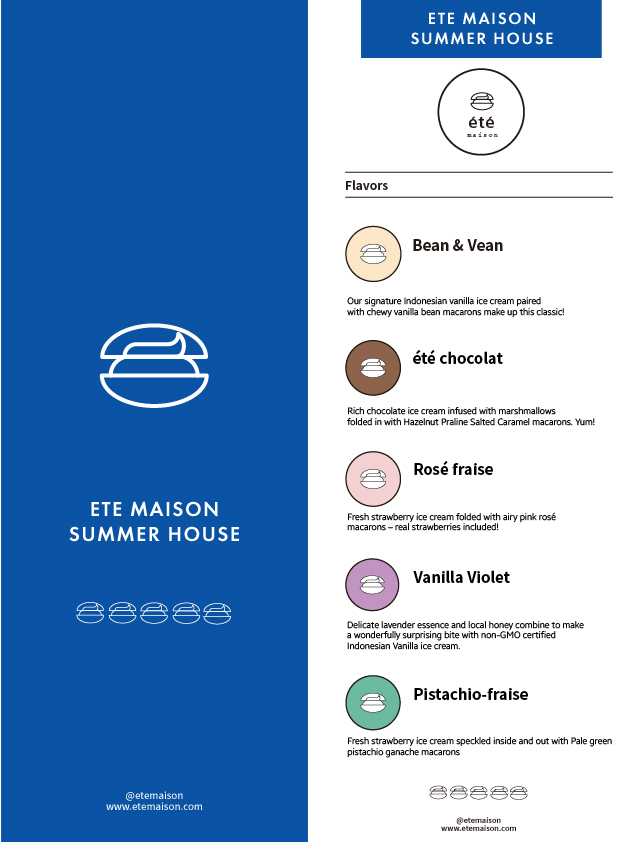 ETE MAISON
SUMMER HOUSE
@etemaison
www.etemaison.com
ETE MAISON
SUMMER HOUSE
été
maison
Flavors
Bean & Vean
Our signature Indonesian vanilla ice cream paired
with chewy vanilla bean macarons make up this classic!
été chocolat
Rich chocolate ice cream infused with marshmallows
folded in with Hazelnut Praline Salted Caramel macarons. Yum!
Rosé fraise
Fresh strawberry ice cream folded with airy pink rosé
macarons – real strawberries included!
Vanilla Violet
Delicate lavender essence and local honey combine to make
a wonderfully surprising bite with non-GMO certified
Indonesian Vanilla ice cream.
Pistachio-fraise
Fresh strawberry ice cream speckled inside and out with Pale green
pistachio ganache macarons
@etemaison
www.etemaison.com